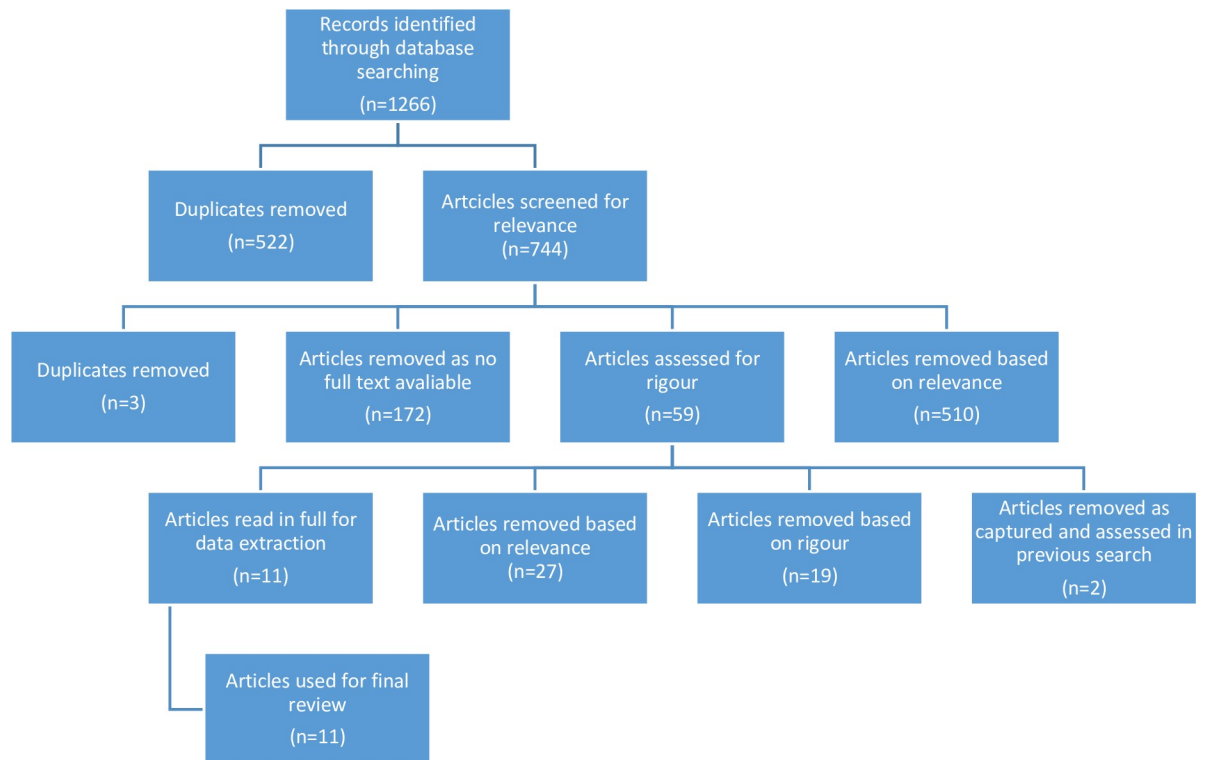 Records identified
through database
searching
(n=1266)
Duplicates removed
(n=522)
Artcicles screened for
relevance
(n=744)
Duplicates removed
(n=3)
Articles removed as no
full text avaliable
(n=172)
Articles assessed for
rigour
(n=59)
Articles removed based
on relevance
(n=510)
Articles read in full for
data extraction
(n=11)
Articles removed based
on relevance
(n=27)
Articles removed based
on rigour
(n=19)
Articles removed as
captured and assessed in
previous search
(n=2)
Articles used for final
review
(n=11)